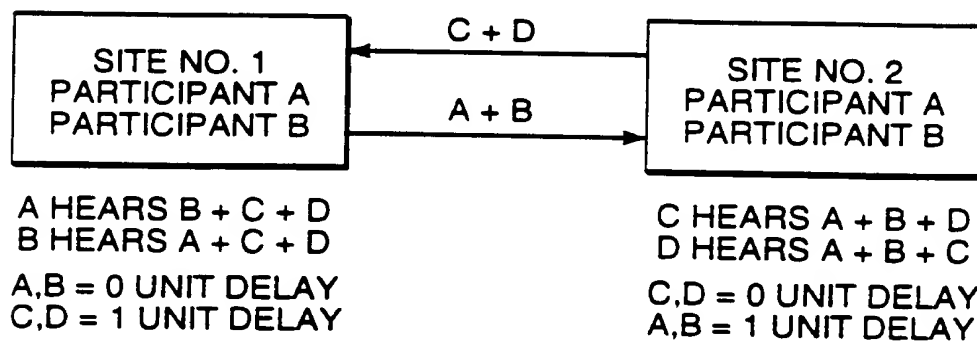 C + D
SITE NO. 1
PARTICIPANT A
PARTICIPANT B
A + B
SITE NO. 2
PARTICIPANT A
PARTICIPANT B
A HEARS B + C + D
B HEARS A + C + D
A,B = 0 UNIT DELAY
C,D = 1 UNIT DELAY
C HEARS A + B + D
D HEARS A + B + C
C,D = 0 UNIT DELAY
A,B = 1 UNIT DELAY